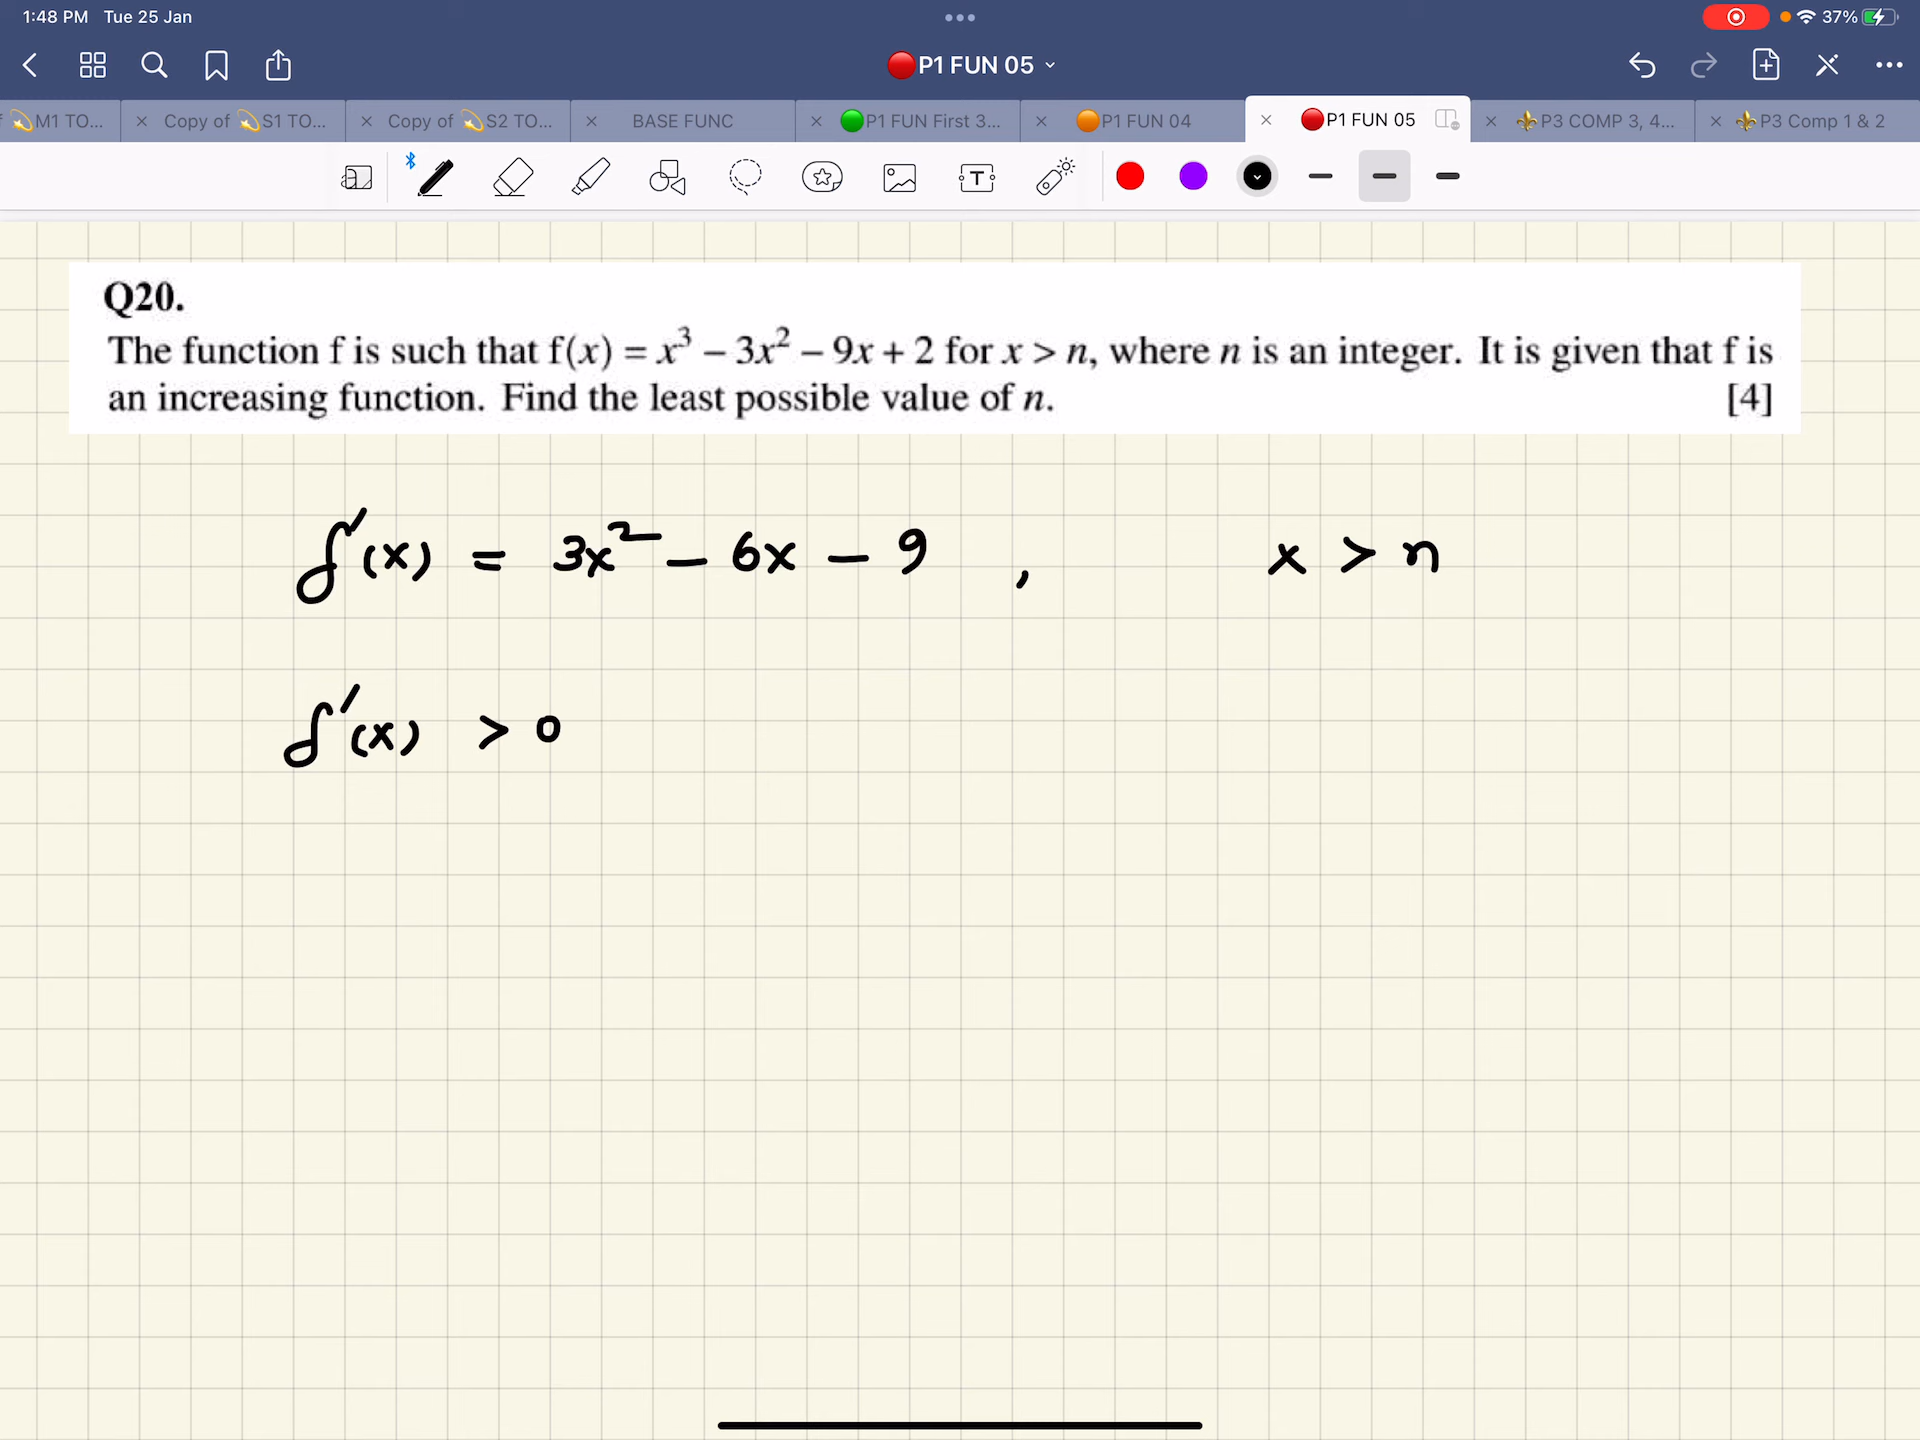 1:48 PM Tue 25 Jan
37%
P1 FUN 05
M1 TO...
Copy of S1 TO...
Copy of S2 TO...
BASE FUNC
P1 FUN First 3...
P1 FUN 04
P1 FUN 05
P3 COMP 3, 4...
P3 Comp 1 & 2
Q20.
The function f is such that f(x) = x³ − 3x² − 9x + 2 for x > n, where n is an integer. It is given that f is
an increasing function. Find the least possible value of n. [4]
f'(x) = 3x² − 6x − 9 , x > n
f'(x) > 0